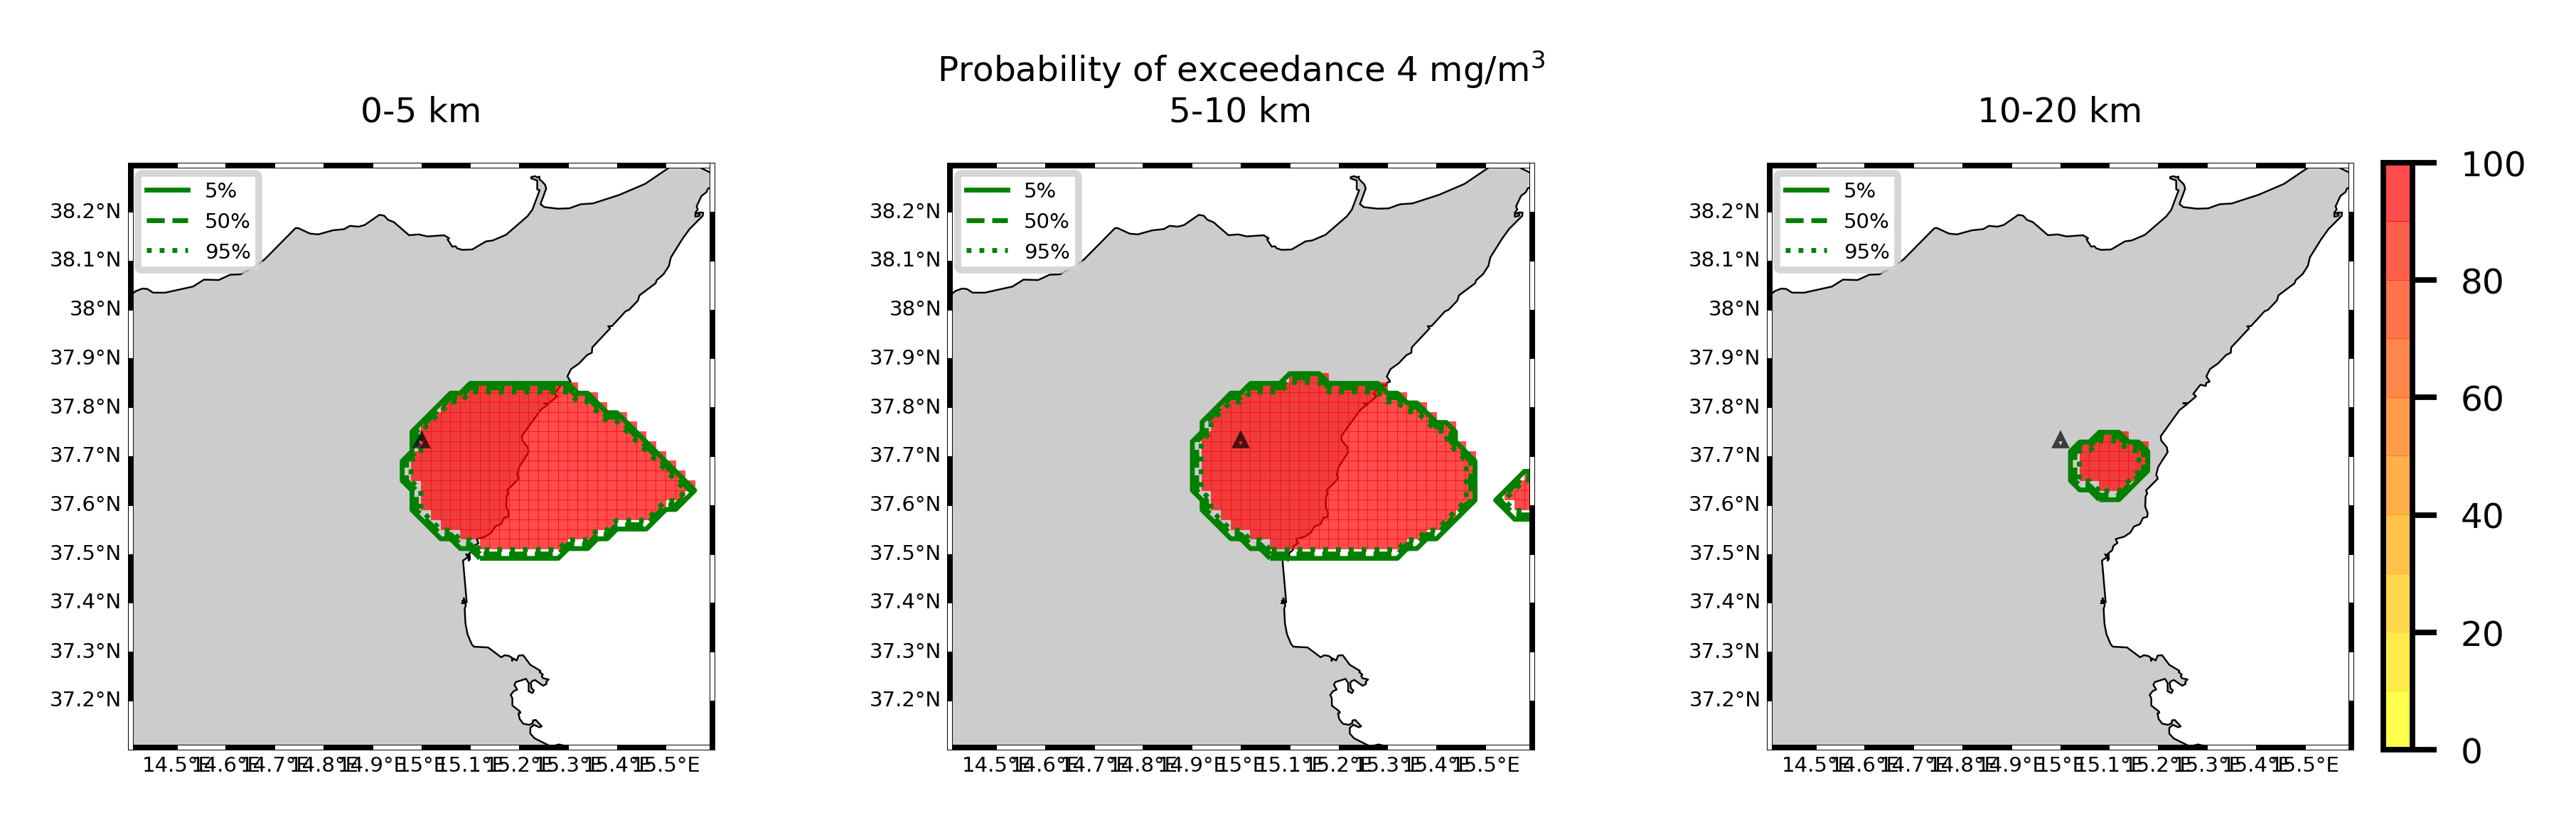 Probability of exceedance 4 mg/m³
0-5 km
5-10 km
10-20 km
5%
50%
95%
38.2°N
38.1°N
38°N
37.9°N
37.8°N
37.7°N
37.6°N
37.5°N
37.4°N
37.3°N
37.2°N
14.5°E 14.6°E 14.7°E 14.8°E 14.9°E 15°E 15.1°E 15.2°E 15.3°E 15.4°E 15.5°E
5%
50%
95%
38.2°N
38.1°N
38°N
37.9°N
37.8°N
37.7°N
37.6°N
37.5°N
37.4°N
37.3°N
37.2°N
14.5°E 14.6°E 14.7°E 14.8°E 14.9°E 15°E 15.1°E 15.2°E 15.3°E 15.4°E 15.5°E
5%
50%
95%
38.2°N
38.1°N
38°N
37.9°N
37.8°N
37.7°N
37.6°N
37.5°N
37.4°N
37.3°N
37.2°N
14.5°E 14.6°E 14.7°E 14.8°E 14.9°E 15°E 15.1°E 15.2°E 15.3°E 15.4°E 15.5°E
100
80
60
40
20
0